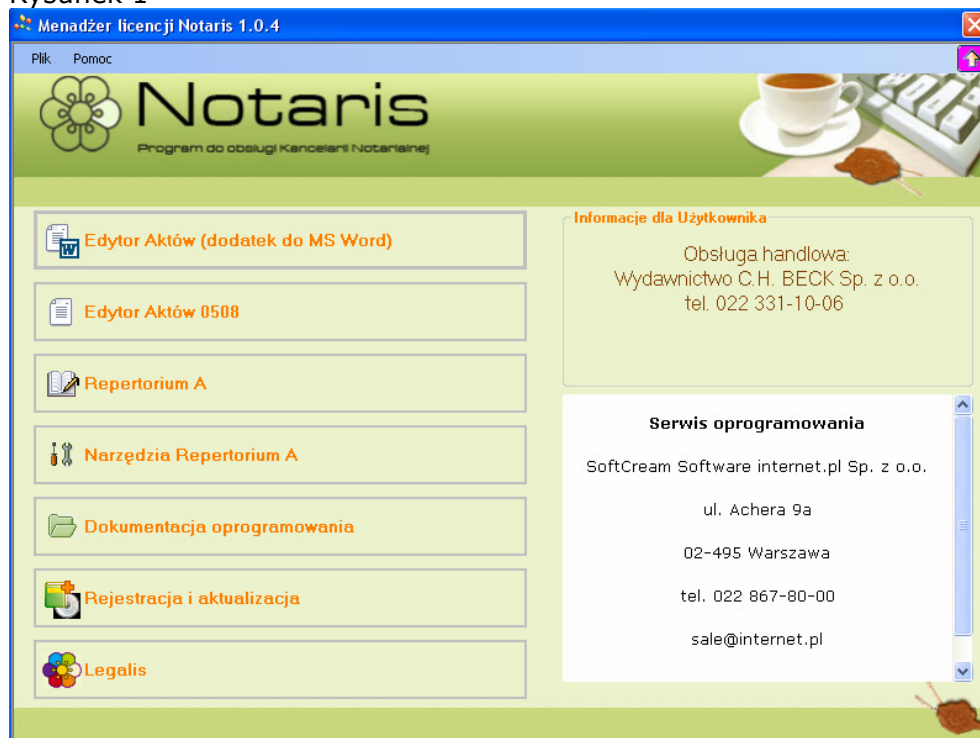 Rysunek 1
Menadżer licencji Notaris 1.0.4
Plik Pomoc
Notaris
Program do obsługi Kancelarii Notarialnej
Edytor Aktów (dodatek do MS Word)
Edytor Aktów 0508
Repertorium A
Narzędzia Repertorium A
Dokumentacja oprogramowania
Rejestracja i aktualizacja
Legalis
Informacje dla Użytkownika
Obsługa handlowa:
Wydawnictwo C.H. BECK Sp. z o.o.
tel. 022 331-10-06
Serwis oprogramowania
SoftCream Software internet.pl Sp. z o.o.
ul. Achera 9a
02-495 Warszawa
tel. 022 867-80-00
sale@internet.pl